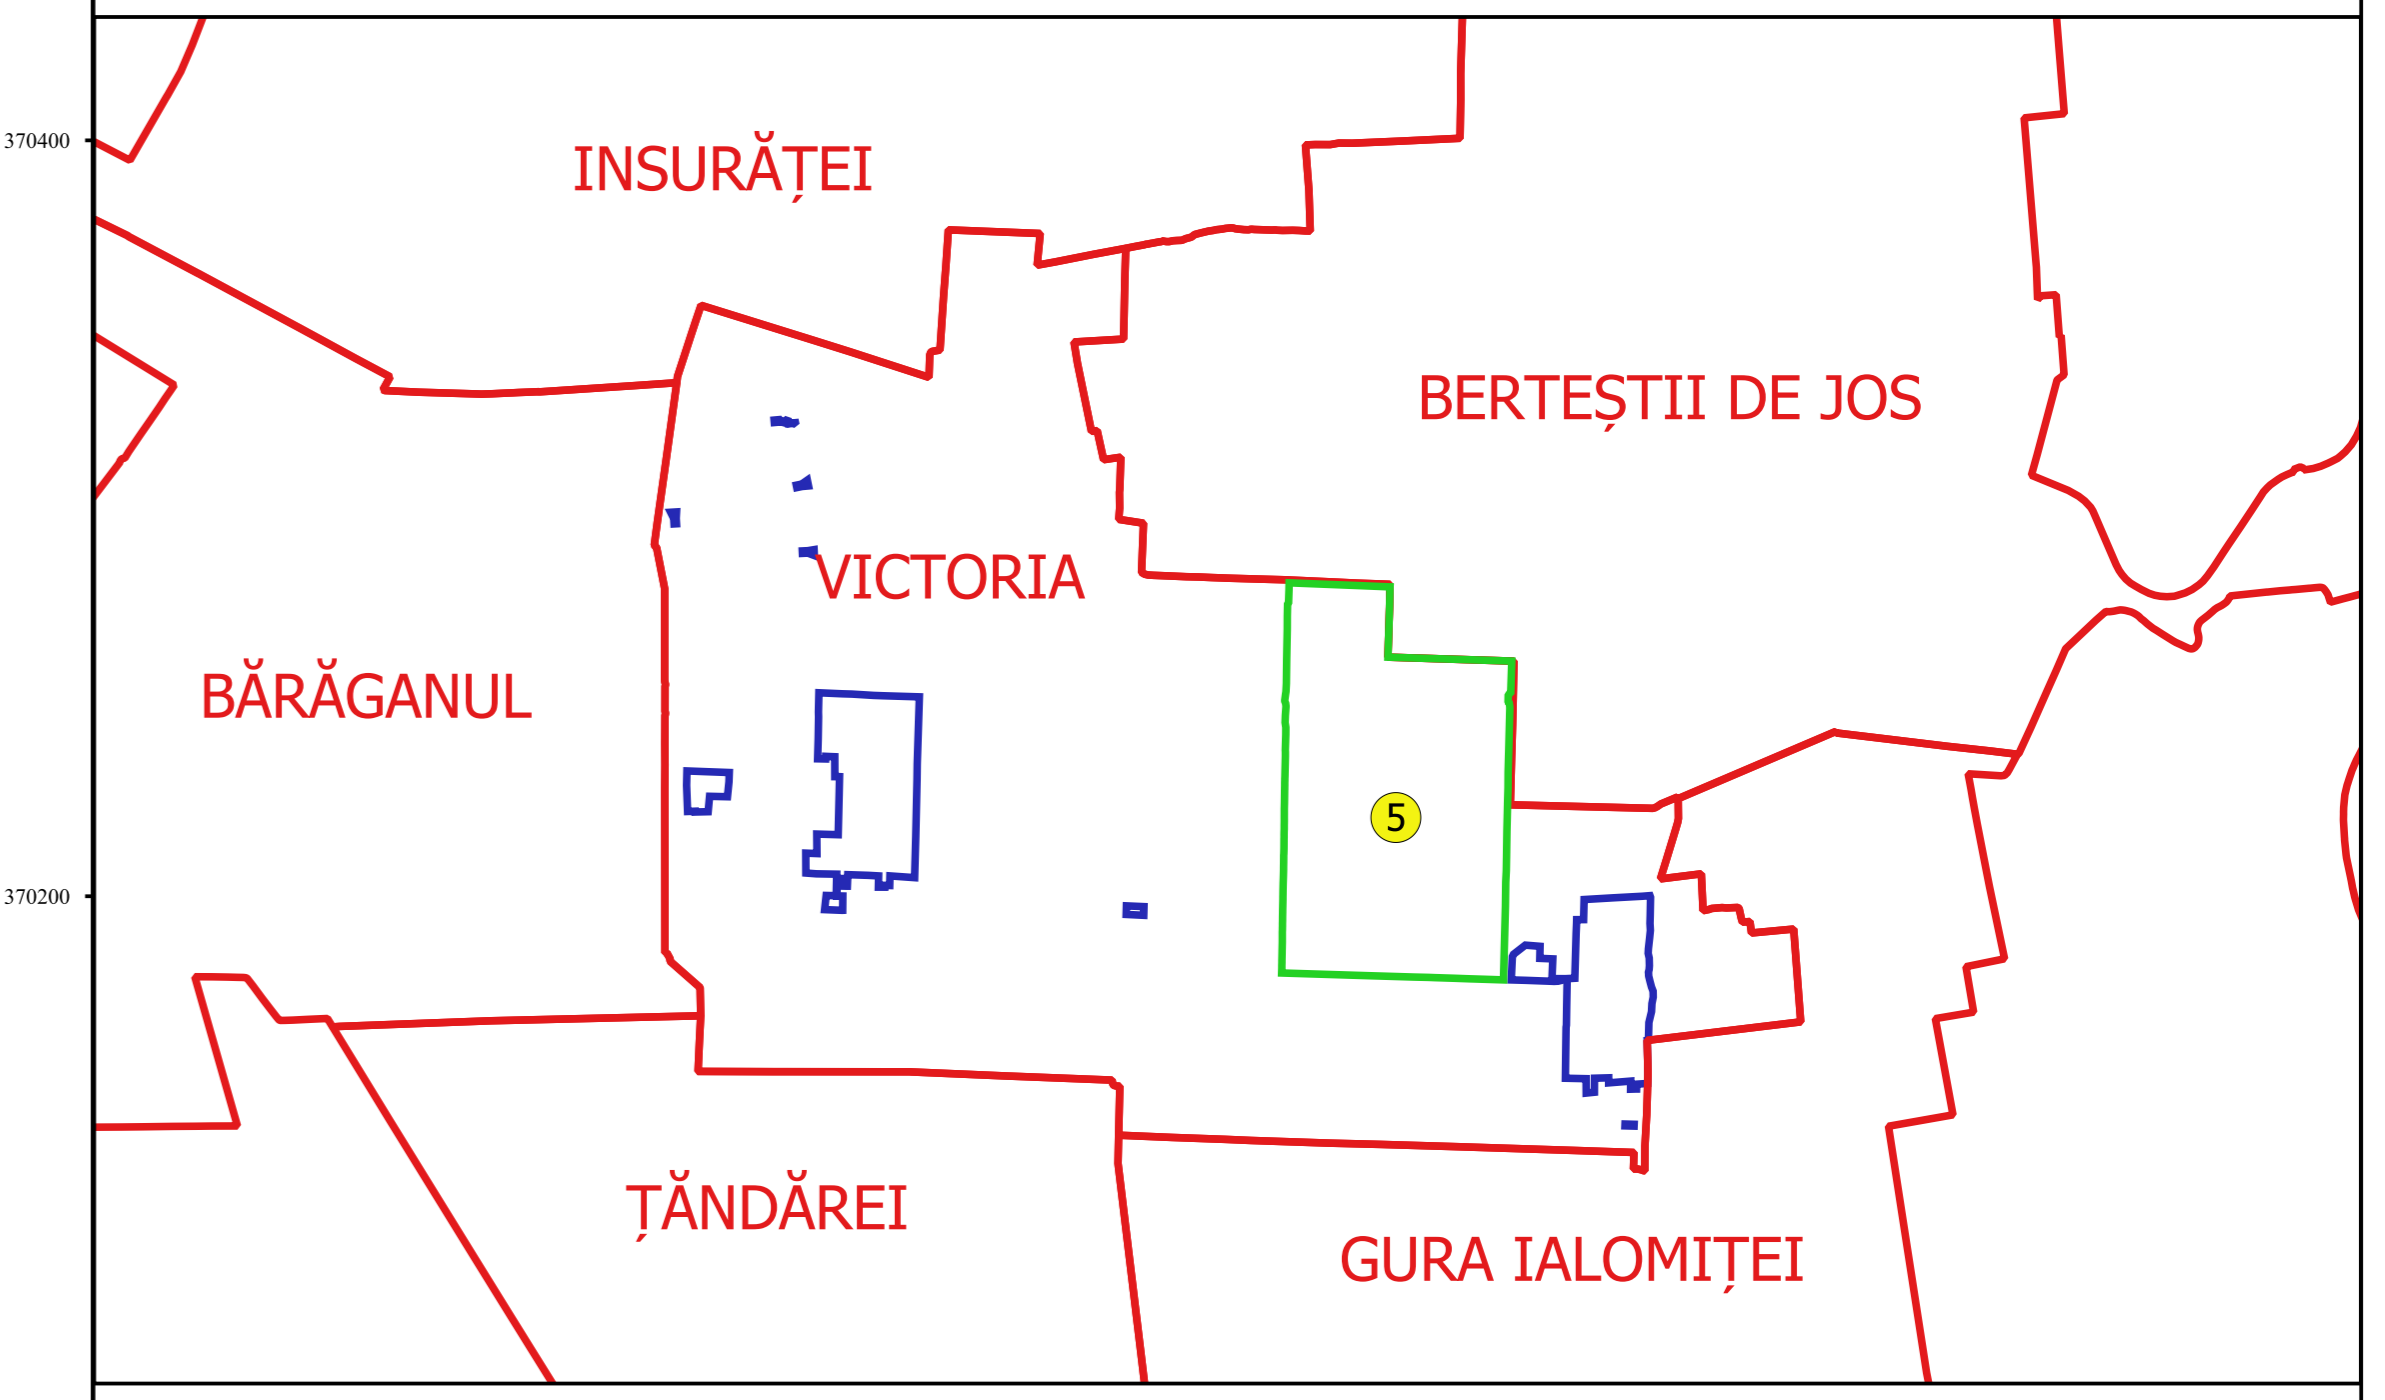 370400
INSURĂȚEI
BERTEȘTII DE JOS
VICTORIA
BĂRĂGANUL
5
370200
ȚĂNDĂREI
GURA IALOMIȚEI